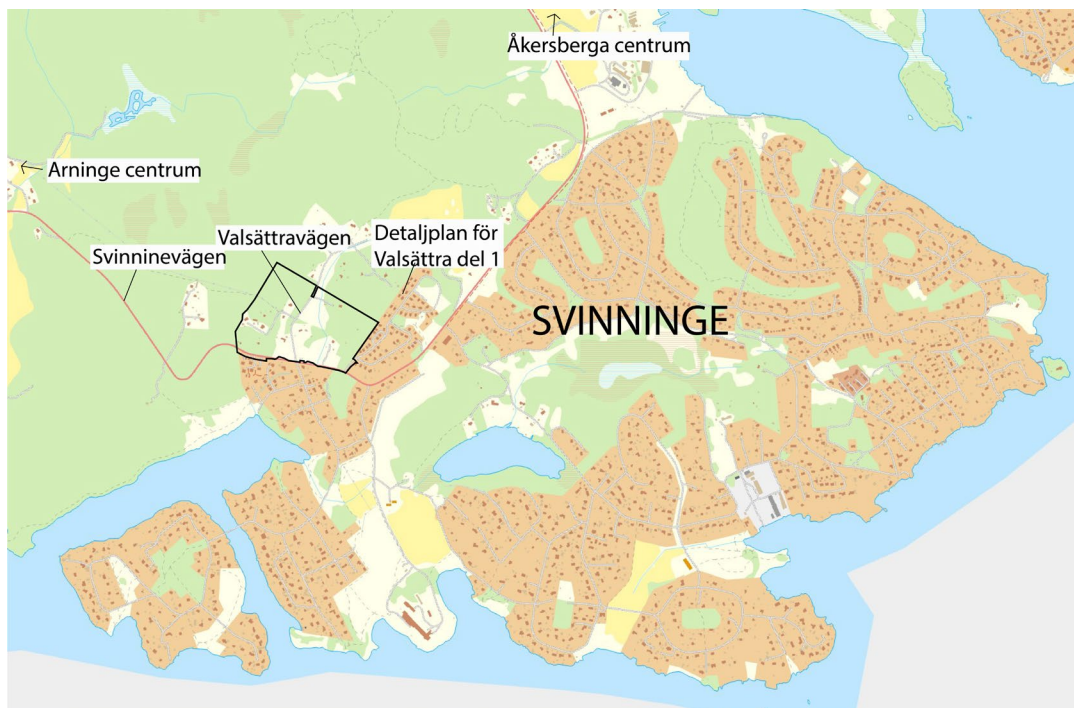 Åkersberga centrum
Arninge centrum
Valsättravägen
Detaljplan för
Valsättra del 1
Svinninevägen
SVINNINGE